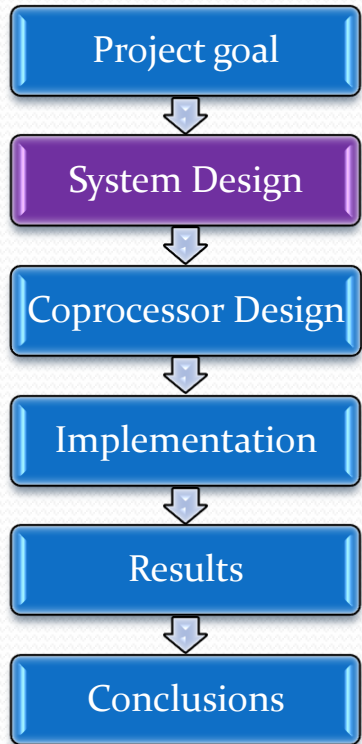 Project goal
System Design
Coprocessor Design
Implementation
Results
Conclusions